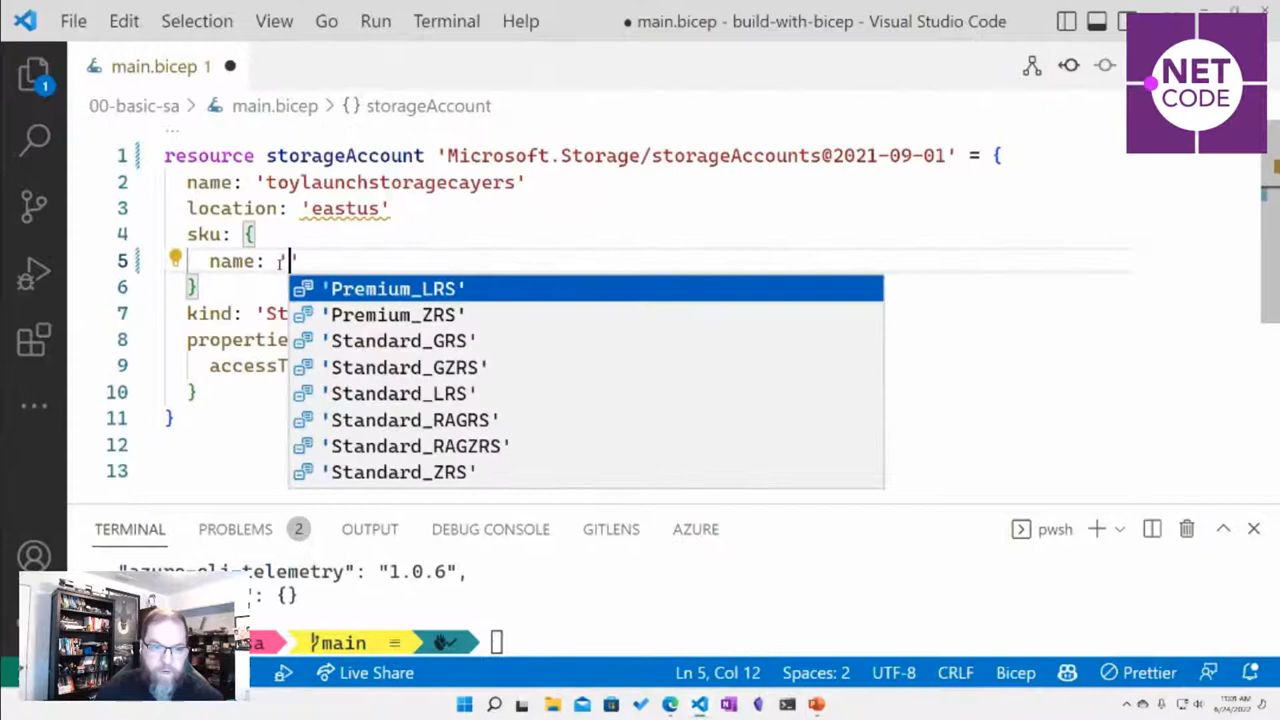 File Edit Selection View Go Run Terminal Help ● main.bicep - build-with-bicep - Visual Studio Code
main.bicep 1 ●
NET
CODE
1
00-basic-sa > main.bicep > {} storageAccount
...
1 resource storageAccount 'Microsoft.Storage/storageAccounts@2021-09-01' = {
2 name: 'toylaunchstoragecayers'
3 location: 'eastus'
4 sku: {
5 name: ''
6 }
'Premium_LRS'
7 kind: 'St
'Premium_ZRS'
8 propertie
'Standard_GRS'
9 accessT
'Standard_GZRS'
10 }
'Standard_LRS'
11 }
'Standard_RAGRS'
12
'Standard_RAGZRS'
13
'Standard_ZRS'
TERMINAL PROBLEMS 2 OUTPUT DEBUG CONSOLE GITLENS AZURE pwsh
"azure-cli-telemetry": "1.0.6",
": {}
sa main ≡
Live Share Ln 5, Col 12 Spaces: 2 UTF-8 CRLF Bicep Prettier
6/24/2022